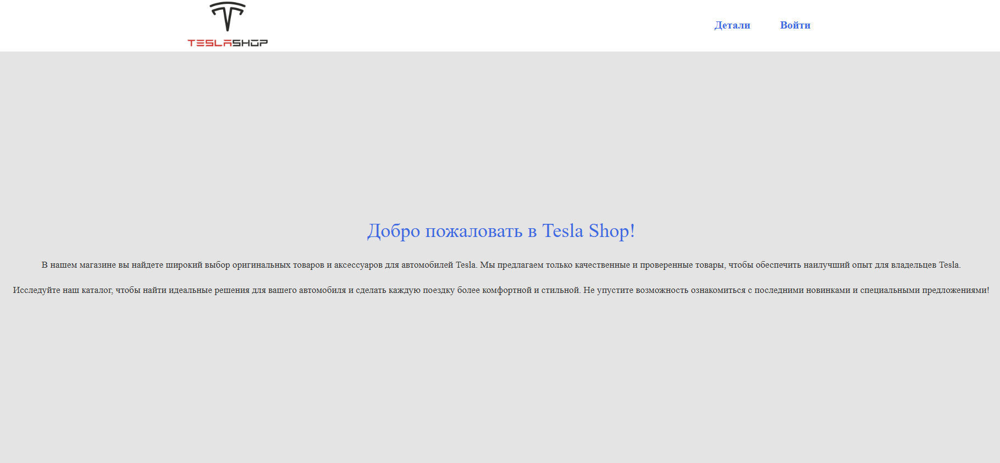 TESLASHOP
Детали Войти
Добро пожаловать в Tesla Shop!
В нашем магазине вы найдете широкий выбор оригинальных товаров и аксессуаров для автомобилей Tesla. Мы предлагаем только качественные и проверенные товары, чтобы обеспечить наилучший опыт для владельцев Tesla.
Исследуйте наш каталог, чтобы найти идеальные решения для вашего автомобиля и сделать каждую поездку более комфортной и стильной. Не упустите возможность ознакомиться с последними новинками и специальными предложениями!